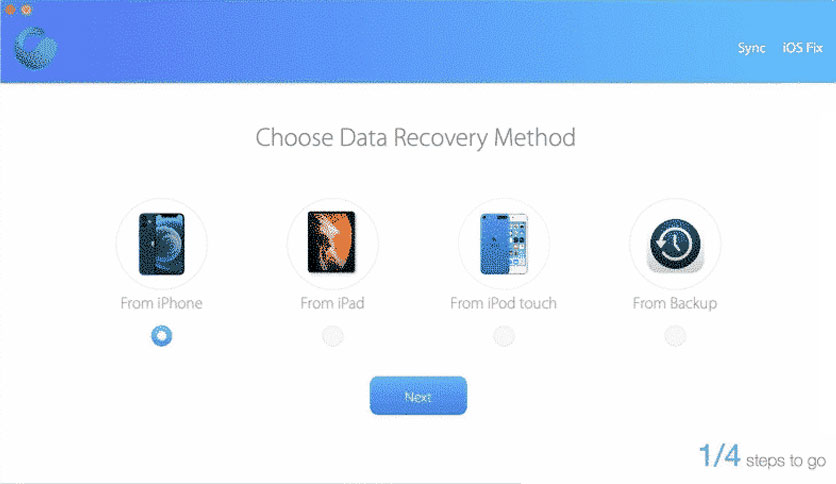 Sync iOS Fix
Choose Data Recovery Method
From iPhone From iPad From iPod touch From Backup
Next
1/4 steps to go